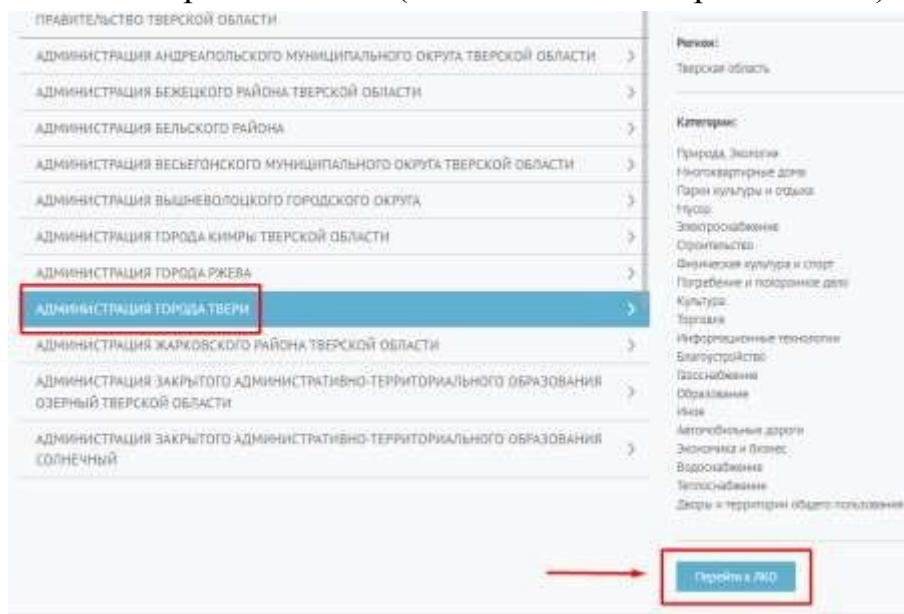 ПРАВИТЕЛЬСТВО ТВЕРСКОЙ ОБЛАСТИ
АДМИНИСТРАЦИЯ АНДРЕАПОЛЬСКОГО МУНИЦИПАЛЬНОГО ОКРУГА ТВЕРСКОЙ ОБЛАСТИ
АДМИНИСТРАЦИЯ БЕЖЕЦКОГО РАЙОНА ТВЕРСКОЙ ОБЛАСТИ
АДМИНИСТРАЦИЯ БЕЛЬСКОГО РАЙОНА
АДМИНИСТРАЦИЯ ВЕСЬЕГОНСКОГО МУНИЦИПАЛЬНОГО ОКРУГА ТВЕРСКОЙ ОБЛАСТИ
АДМИНИСТРАЦИЯ ВЫШНЕВОЛОЦКОГО ГОРОДСКОГО ОКРУГА
АДМИНИСТРАЦИЯ ГОРОДА КИМРЫ ТВЕРСКОЙ ОБЛАСТИ
АДМИНИСТРАЦИЯ ГОРОДА РЖЕВА
АДМИНИСТРАЦИЯ ГОРОДА ТВЕРИ
АДМИНИСТРАЦИЯ ЖАРКОВСКОГО РАЙОНА ТВЕРСКОЙ ОБЛАСТИ
АДМИНИСТРАЦИЯ ЗАКРЫТОГО АДМИНИСТРАТИВНО-ТЕРРИТОРИАЛЬНОГО ОБРАЗОВАНИЯ
ОЗЕРНЫЙ ТВЕРСКОЙ ОБЛАСТИ
АДМИНИСТРАЦИЯ ЗАКРЫТОГО АДМИНИСТРАТИВНО-ТЕРРИТОРИАЛЬНОГО ОБРАЗОВАНИЯ
СОЛНЕЧНЫЙ
Регион:
Тверская область
Категории:
Природа, Экология
Многоквартирные дома
Парки культуры и отдыха
Мусор
Электроснабжение
Строительство
Физическая культура и спорт
Погребение и похоронное дело
Культура
Торговля
Информационные технологии
Благоустройство
Газоснабжение
Образование
Иное
Автомобильные дороги
Экономика и бизнес
Водоснабжение
Теплоснабжение
Дворы и территории общего пользования
Перейти в ЛКО